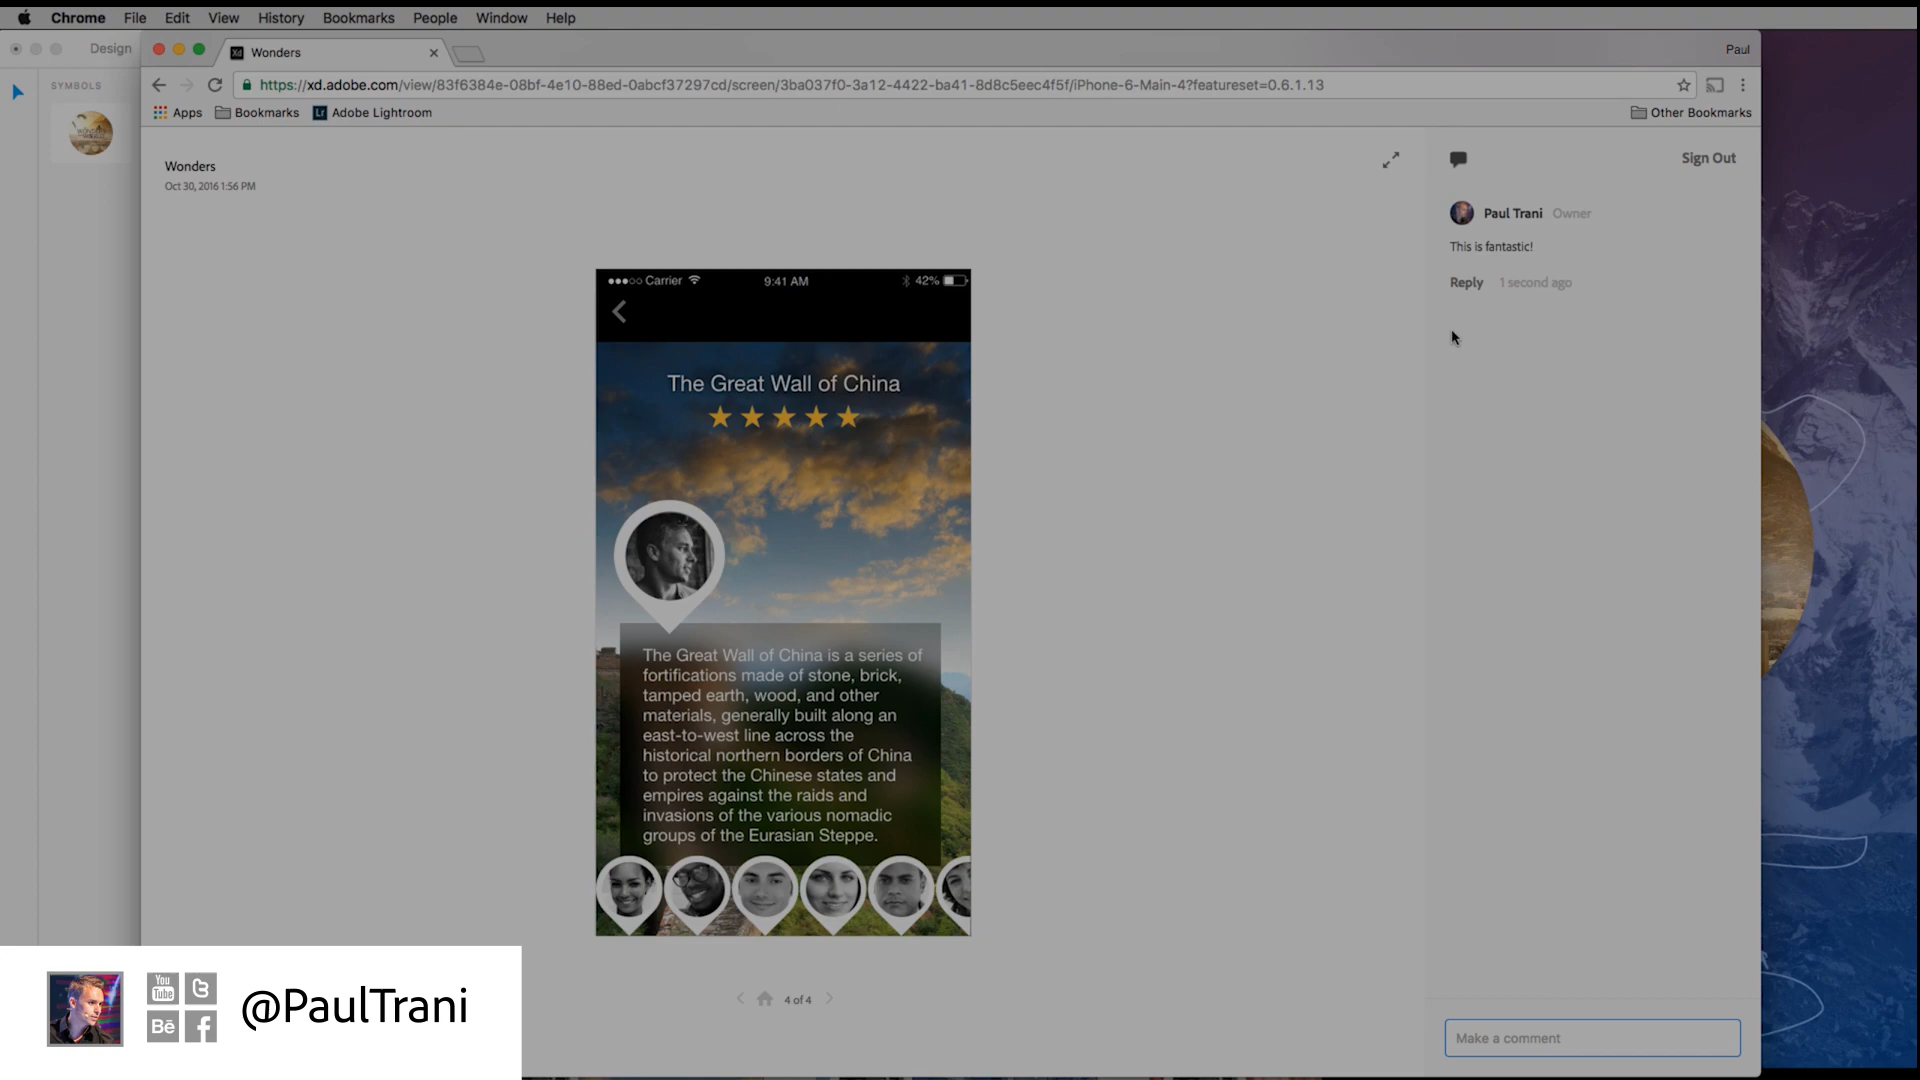 Chrome File Edit View History Bookmarks People Window Help
Design
Xd Wonders
Paul
SYMBOLS
https://xd.adobe.com/view/83f6384e-08bf-4e10-88ed-0abcf37297cd/screen/3ba037f0-3a12-4422-ba41-8d8c5eec4f5f/iPhone-6-Main-4?featureset=0.6.1.13
Apps Bookmarks Lr Adobe Lightroom Other Bookmarks
Wonders
Oct 30, 2016 1:56 PM
Sign Out
Paul Trani Owner
This is fantastic!
Reply 1 second ago
Carrier 9:41 AM 42%
The Great Wall of China
The Great Wall of China is a series of
fortifications made of stone, brick,
tamped earth, wood, and other
materials, generally built along an
east-to-west line across the
historical northern borders of China
to protect the Chinese states and
empires against the raids and
invasions of the various nomadic
groups of the Eurasian Steppe.
4 of 4
Make a comment
You
Tube
Bē
@PaulTrani